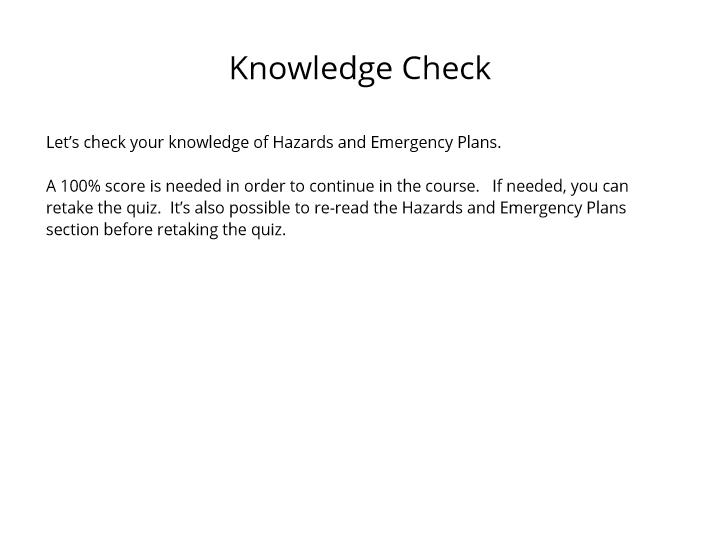 Knowledge Check
Let’s check your knowledge of Hazards and Emergency Plans.
A 100% score is needed in order to continue in the course.   If needed, you can
retake the quiz.  It’s also possible to re-read the Hazards and Emergency Plans
section before retaking the quiz.